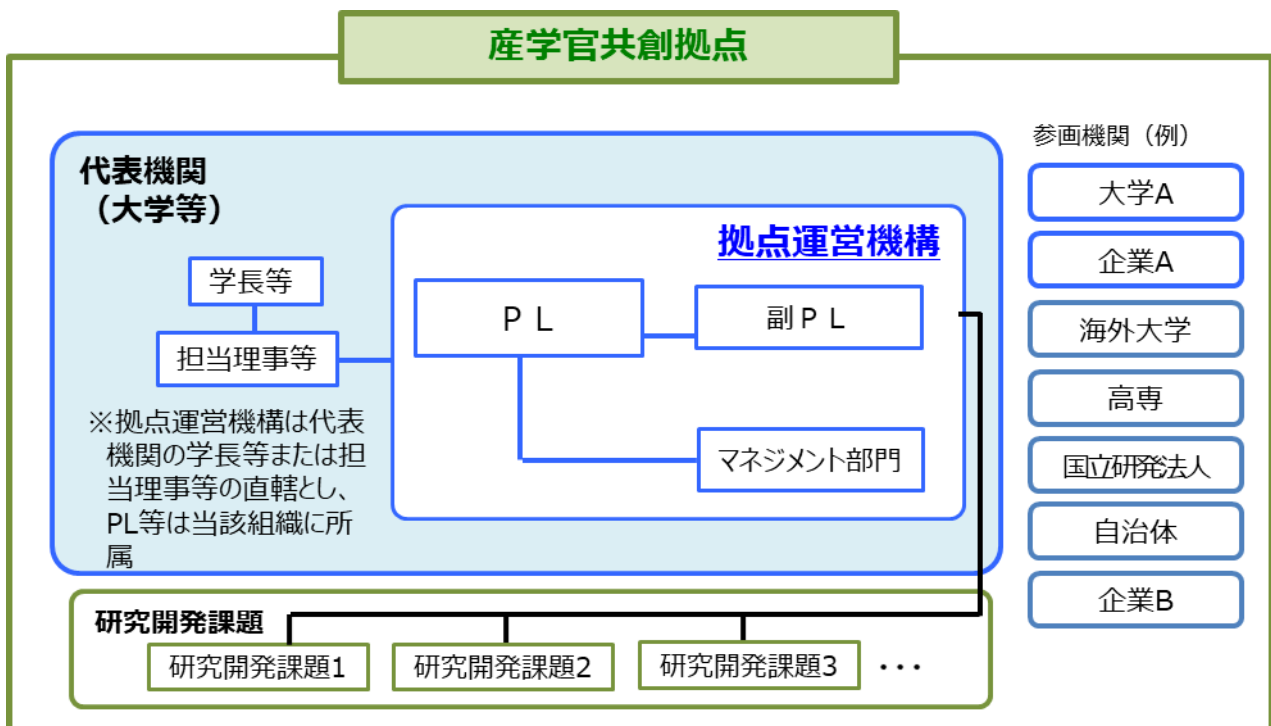 産学官共創拠点
代表機関
（大学等）
拠点運営機構
学長等
担当理事等
ＰＬ
副ＰＬ
マネジメント部門
※拠点運営機構は代表
機関の学長等または担
当理事等の直轄とし、
PL等は当該組織に所
属
研究開発課題
研究開発課題1
研究開発課題2
研究開発課題3
・・・
参画機関（例）
大学A
企業A
海外大学
高専
国立研発法人
自治体
企業B